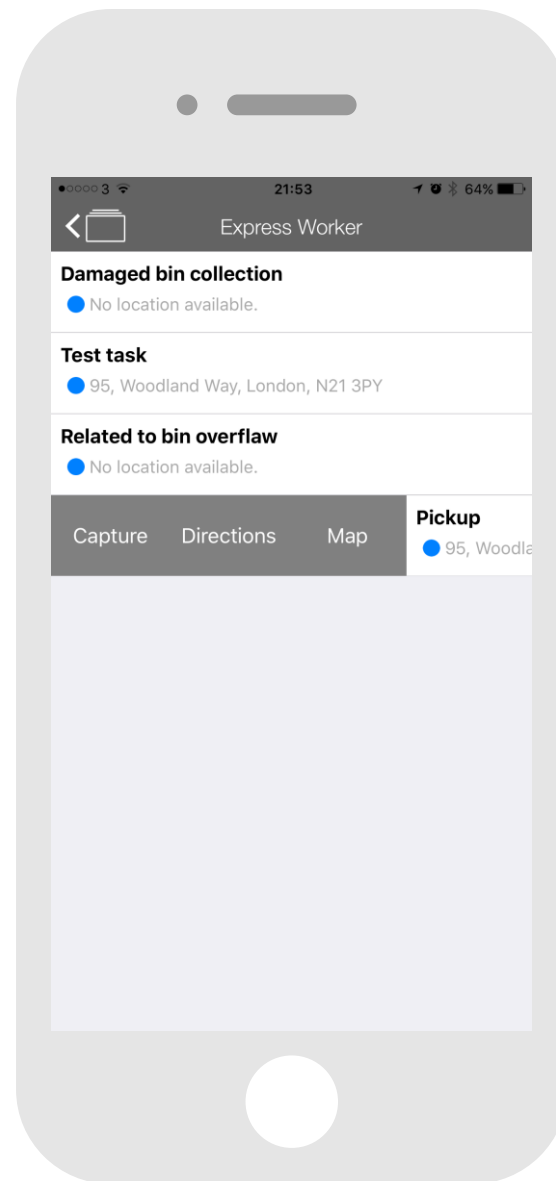 3 21:53 64%
Express Worker
Damaged bin collection
No location available.
Test task
95, Woodland Way, London, N21 3PY
Related to bin overflaw
No location available.
Capture Directions Map Pickup
95, Woodla